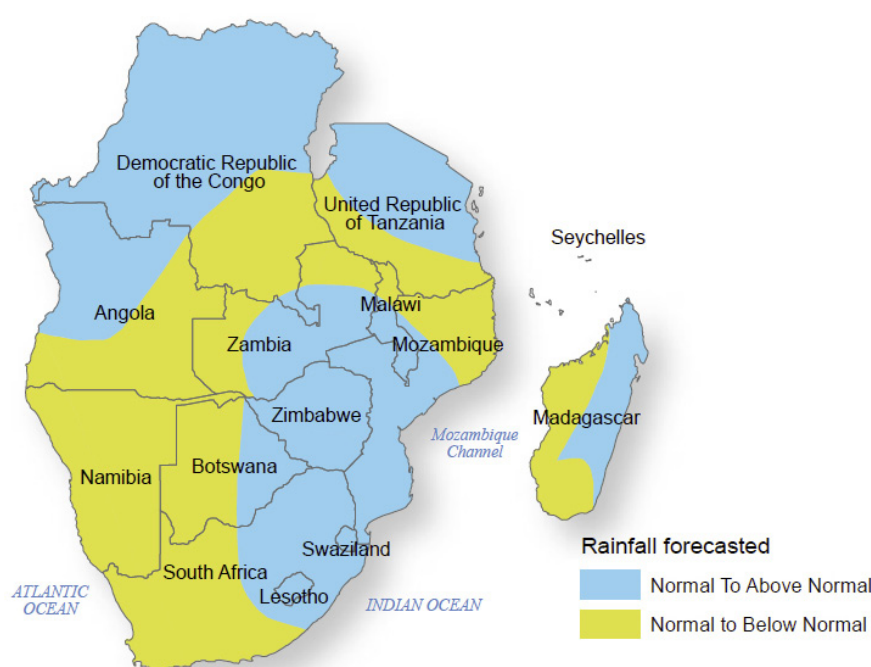 Democratic Republic
of the Congo
United Republic
of Tanzania
Seychelles
Angola
Malawi
Zambia
Mozambique
Zimbabwe
Madagascar
Mozambique
Channel
Botswana
Namibia
Swaziland
South Africa
Lesotho
ATLANTIC
OCEAN
INDIAN OCEAN
Rainfall forecasted
Normal To Above Normal
Normal to Below Normal